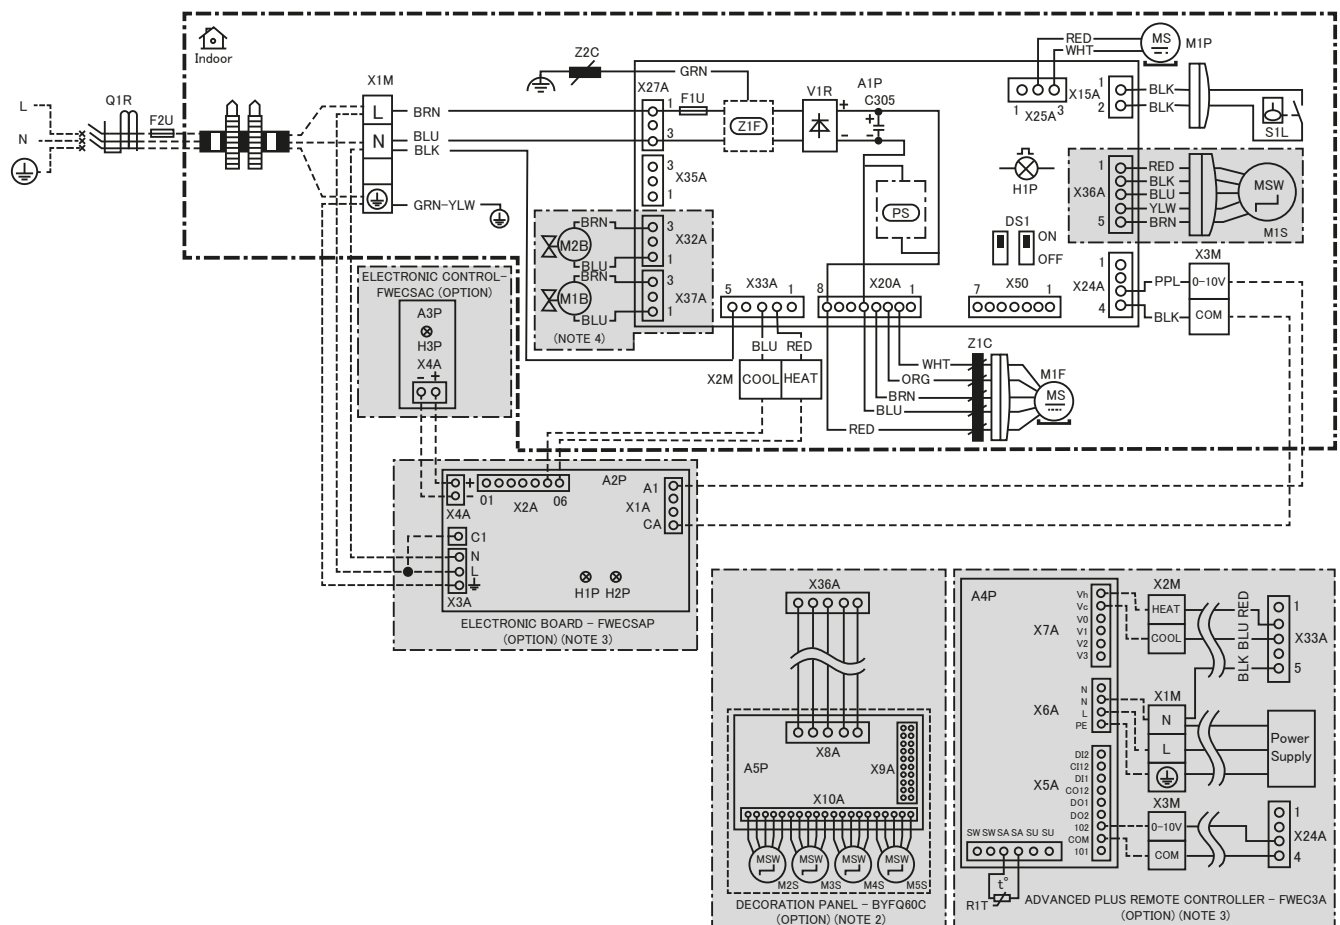 Indoor
L
N
Q1R
F2U
X1M
L
N
BRN
BLU
BLK
GRN-YLW
Z2C
GRN
X27A
1
3
F1U
Z1F
V1R
+
-
A1P
C305
+
-
PS
X35A
3
1
BRN
M2B
BLU
3
X32A
1
BRN
M1B
BLU
3
X37A
1
(NOTE 4)
RED
WHT
MS
M1P
1 X25A 3
X15A
1
2
BLK
BLK
S1L
H1P
X36A
1
5
RED
BLK
BLU
YLW
BRN
MSW
M1S
DS1
ON
OFF
X3M
X24A
1
4
PPL
BLK
0-10V
COM
5 X33A 1
8 X20A 1
7 X50 1
BLU
RED
X2M
COOL
HEAT
Z1C
WHT
ORG
BRN
BLU
RED
M1F
MS
ELECTRONIC CONTROL-
FWECSAC (OPTION)
A3P
H3P
X4A
- +
+
-
X4A
01
X2A
06
A2P
A1
X1A
CA
C1
N
L
X3A
H1P H2P
ELECTRONIC BOARD - FWECSAP
(OPTION) (NOTE 3)
X36A
X8A
A5P
X9A
X10A
MSW
M2S
MSW
M3S
MSW
M4S
MSW
M5S
DECORATION PANEL - BYFQ60C
(OPTION) (NOTE 2)
A4P
X7A
Vh
Vc
V0
V1
V2
V3
X6A
N
N
L
PE
X5A
DI2
CI12
DI1
CO12
DO1
DO2
102
COM
101
SW SW SA SA SU SU
t°
R1T
X2M
HEAT
COOL
RED
BLU
BLK
1
X33A
5
X1M
N
L
Power
Supply
X3M
0-10V
COM
1
X24A
4
ADVANCED PLUS REMOTE CONTROLLER - FWEC3A
(OPTION) (NOTE 3)